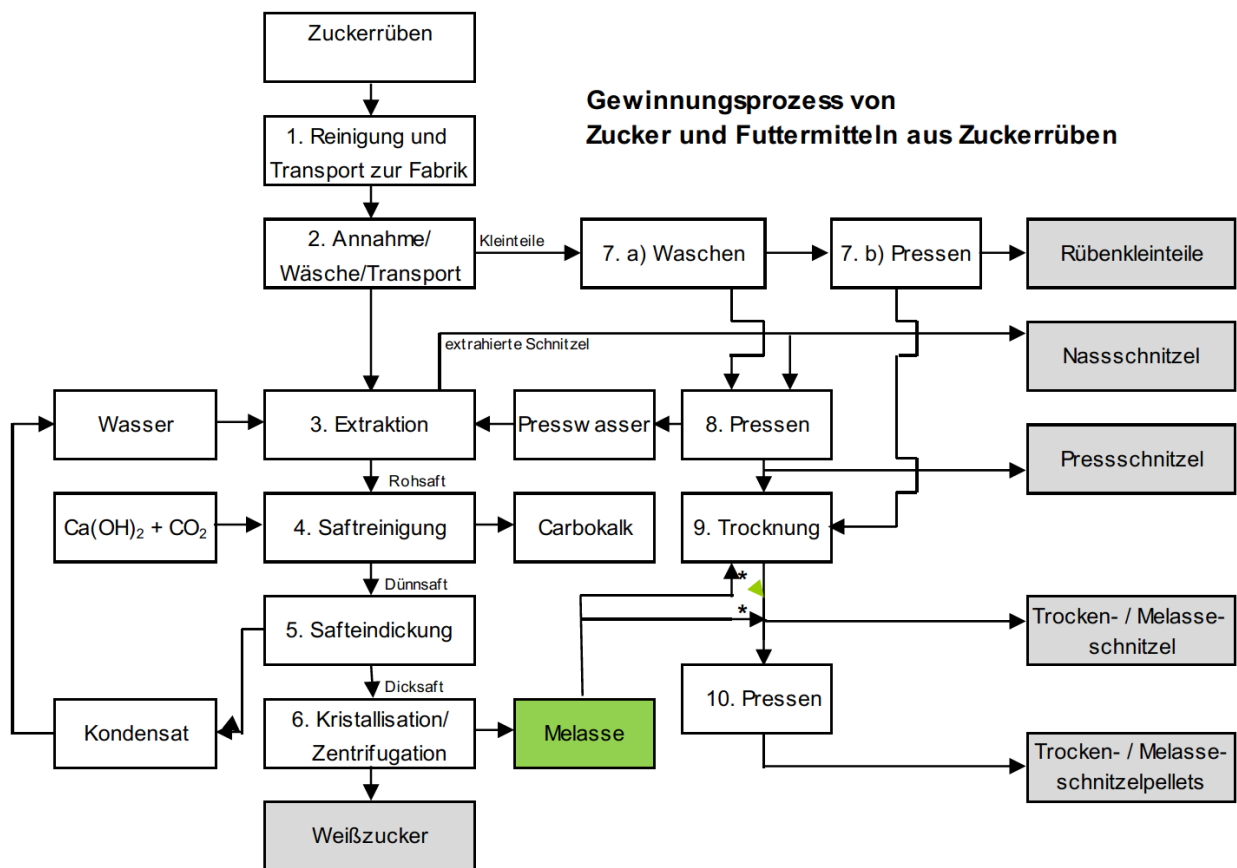 Zuckerrüben
Gewinnungsprozess von
Zucker und Futtermitteln aus Zuckerrüben
1. Reinigung und
Transport zur Fabrik
2. Annahme/
Wäsche/Transport
Kleinteile
7. a) Waschen
7. b) Pressen
Rübenkleinteile
extrahierte Schnitzel
Nassschnitzel
Wasser
3. Extraktion
Presswasser
8. Pressen
Pressschnitzel
Rohsaft
Ca(OH)₂ + CO₂
4. Saftreinigung
Carbokalk
9. Trocknung
Dünnsaft
*
*
5. Safteindickung
Trocken- / Melasse-
schnitzel
Dicksaft
Kondensat
6. Kristallisation/
Zentrifugation
Melasse
10. Pressen
Trocken- / Melasse-
schnitzelpellets
Weißzucker